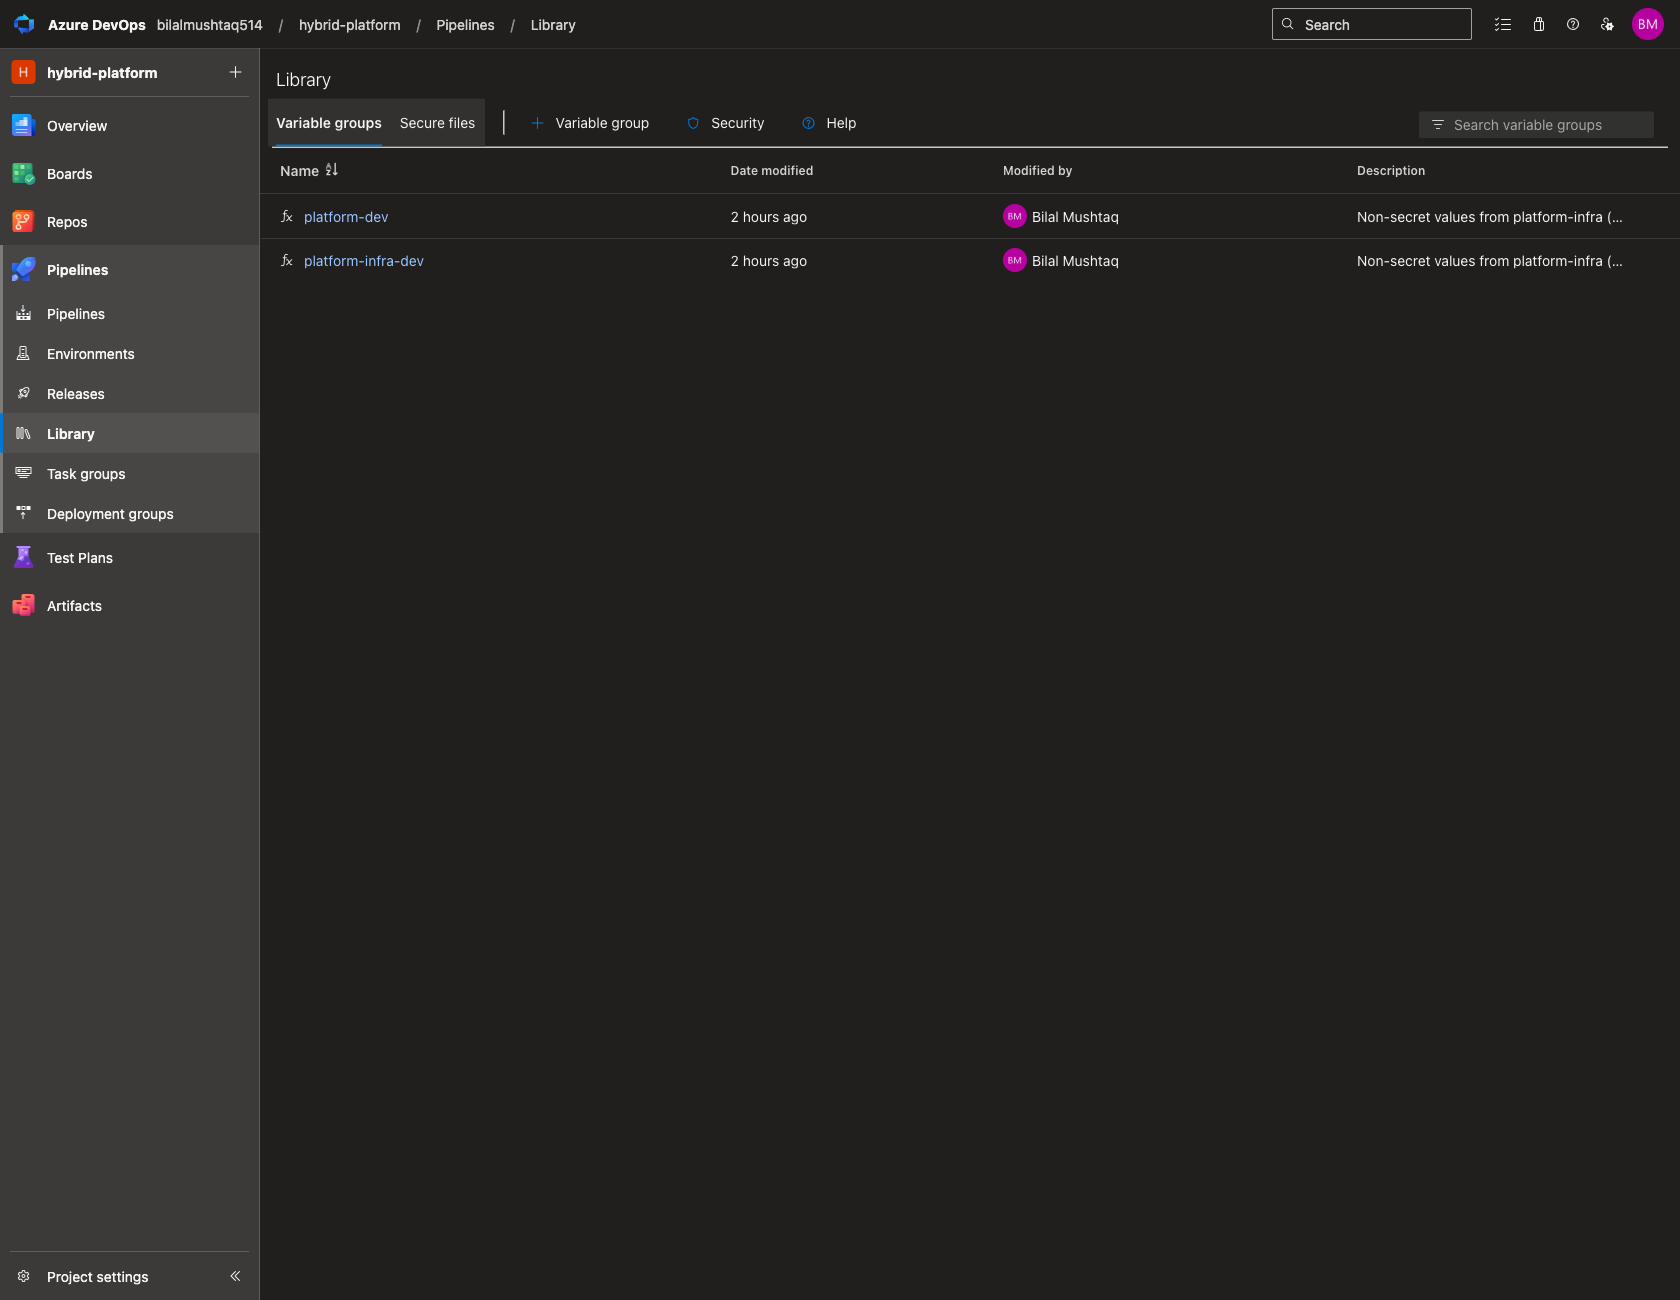 Azure DevOps bilalmushtaq514 / hybrid-platform / Pipelines / Library
Search
BM
H hybrid-platform
Overview
Boards
Repos
Pipelines
Pipelines
Environments
Releases
Library
Task groups
Deployment groups
Test Plans
Artifacts
Project settings
Library
Variable groups Secure files Variable group Security Help
Search variable groups
Name Date modified Modified by Description
platform-dev 2 hours ago BM Bilal Mushtaq Non-secret values from platform-infra (...
platform-infra-dev 2 hours ago BM Bilal Mushtaq Non-secret values from platform-infra (...